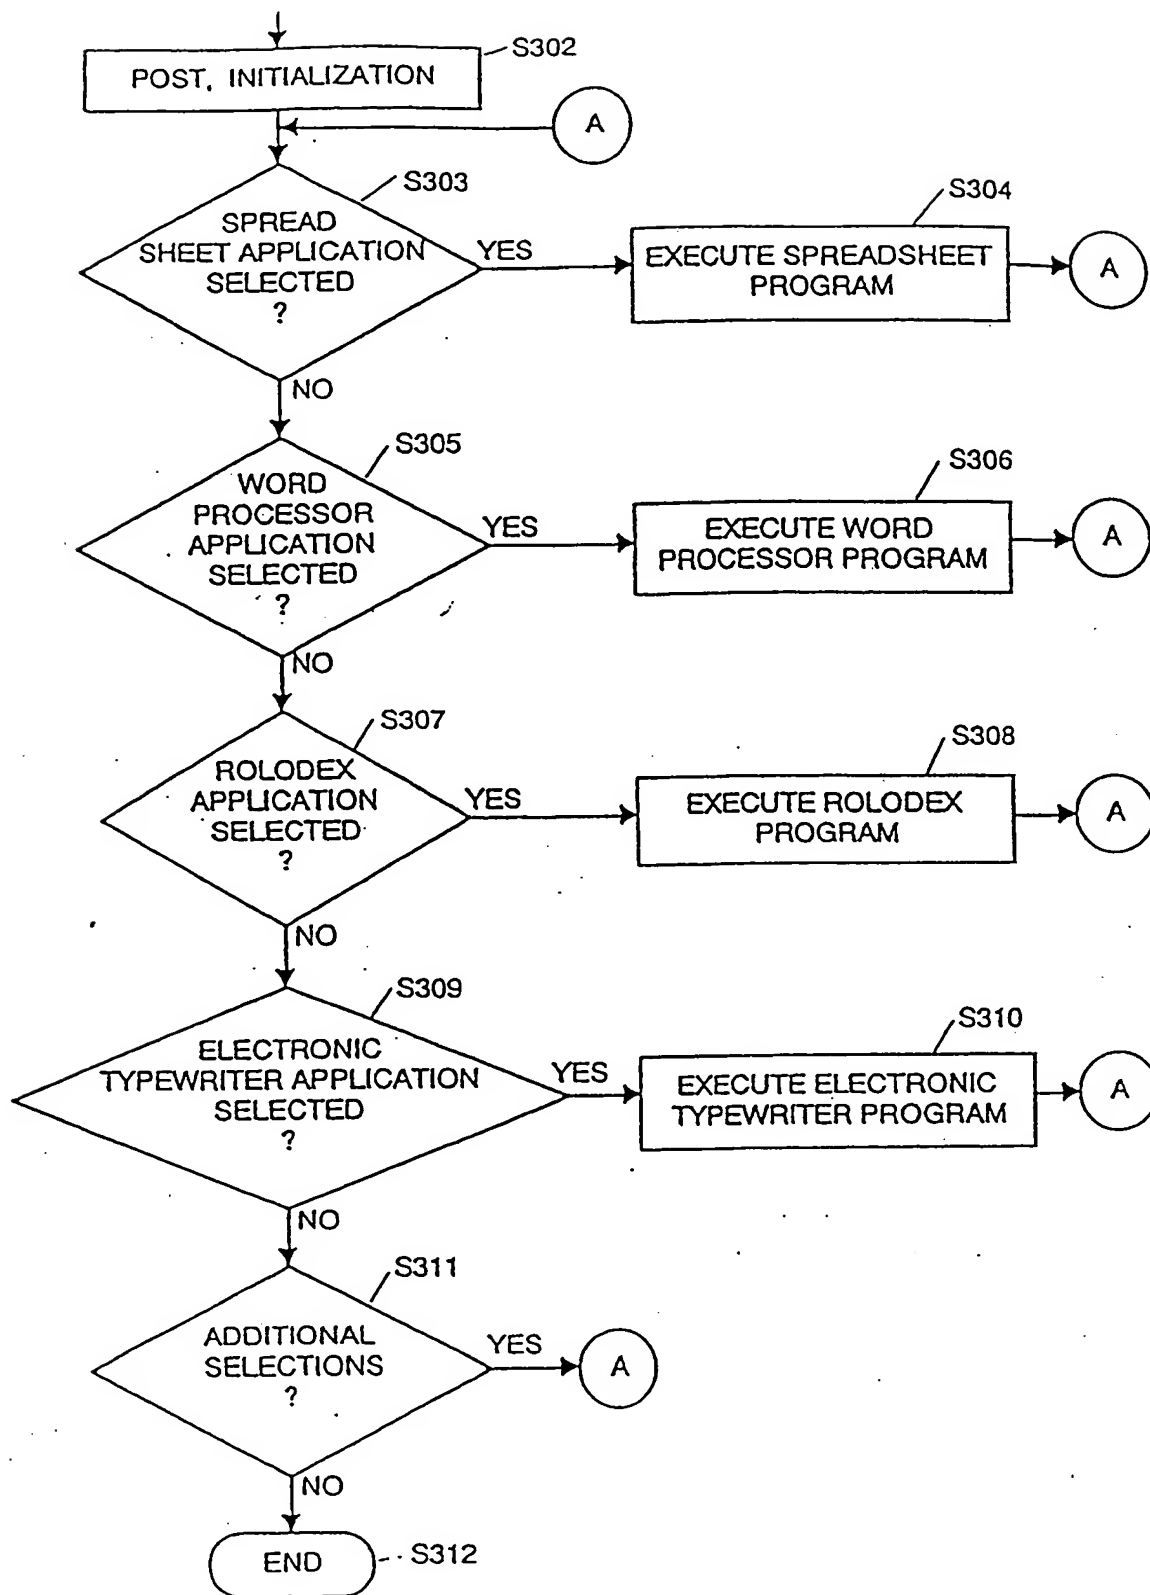 S302
POST, INITIALIZATION
A
S303
SPREAD
SHEET APPLICATION
SELECTED
?
YES
S304
EXECUTE SPREADSHEET
PROGRAM
A
NO
S305
WORD
PROCESSOR
APPLICATION
SELECTED
?
YES
S306
EXECUTE WORD
PROCESSOR PROGRAM
A
NO
S307
ROLODEX
APPLICATION
SELECTED
?
YES
S308
EXECUTE ROLODEX
PROGRAM
A
NO
S309
ELECTRONIC
TYPEWRITER APPLICATION
SELECTED
?
YES
S310
EXECUTE ELECTRONIC
TYPEWRITER PROGRAM
A
NO
S311
ADDITIONAL
SELECTIONS
?
YES
A
NO
END
S312